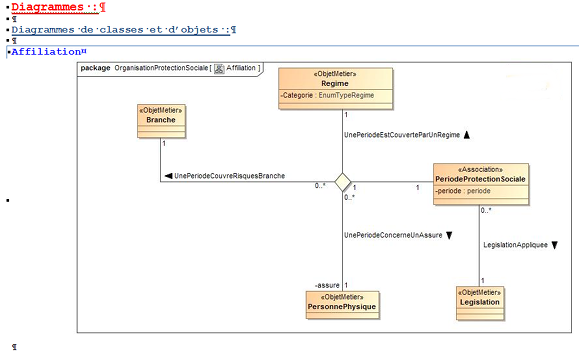 Diagrammes :¶
¶
Diagrammes de classes et d'objets :¶
¶
Affiliation¤
package OrganisationProtectionSociale [ Affiliation ]
«ObjetMetier»
Regime
-Categorie : EnumTypeRegime
«ObjetMetier»
Branche
1
1
UnePeriodeEstCouverteParUnRegime
UnePeriodeCouvreRisquesBranche
0..*
1
1
0..*
«Association»
PeriodeProtectionSociale
-periode : periode
0..*
UnePeriodeConcerneUnAssure
LegislationAppliquee
-assure
1
1
«ObjetMetier»
PersonnePhysique
«ObjetMetier»
Legislation
¶